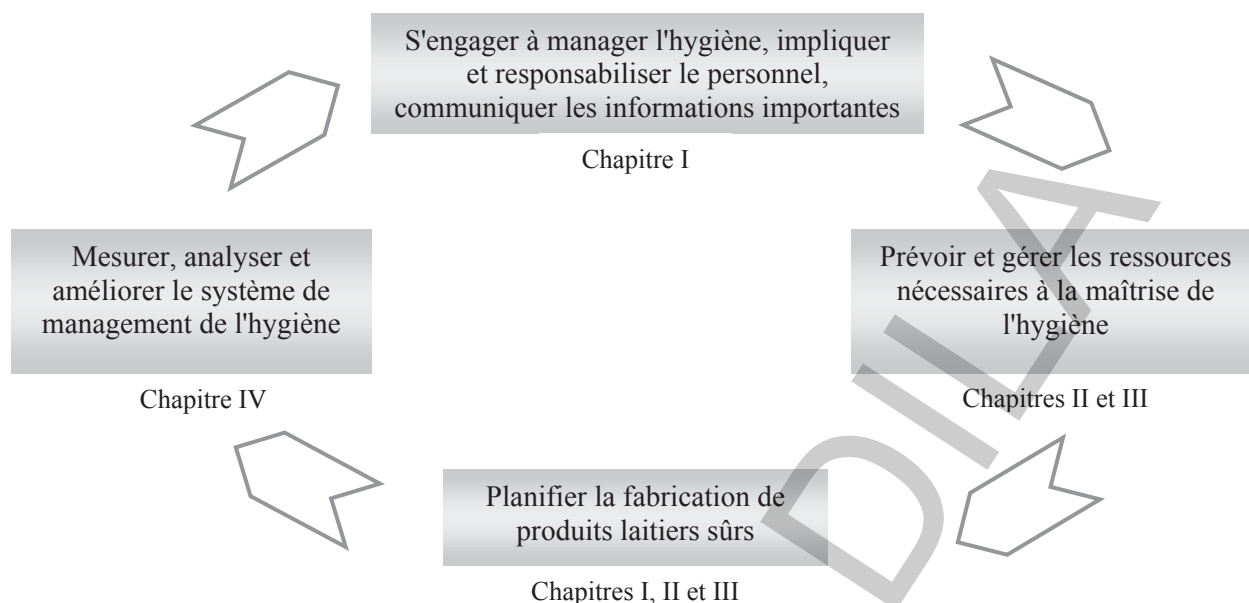 S'engager à manager l'hygiène, impliquer
et responsabiliser le personnel,
communiquer les informations importantes
Chapitre I
Mesurer, analyser et
améliorer le système de
management de l'hygiène
Chapitre IV
Prévoir et gérer les ressources
nécessaires à la maîtrise de
l'hygiène
Chapitres II et III
Planifier la fabrication de
produits laitiers sûrs
Chapitres I, II et III
DILA